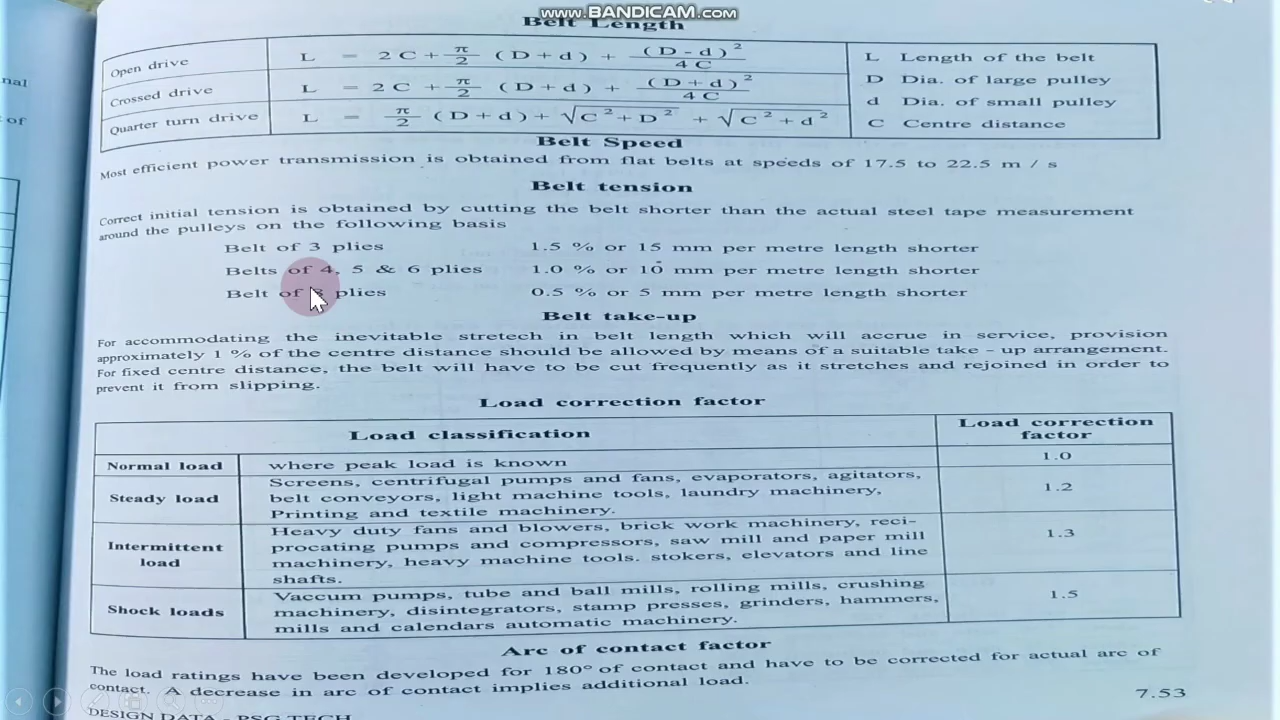 www.BANDICAM.com
Belt Length
nal
of
Open drive L = 2 C + π/2 (D + d) + (D - d)²/4 C
Crossed drive L = 2 C + π/2 (D + d) + (D + d)²/4 C
Quarter turn drive L = π/2 (D + d) + √C² + D² + √C² + d²
L Length of the belt
D Dia. of large pulley
d Dia. of small pulley
C Centre distance
Belt Speed
Most efficient power transmission is obtained from flat belts at speeds of 17.5 to 22.5 m / s
Belt tension
Correct initial tension is obtained by cutting the belt shorter than the actual steel tape measurement
around the pulleys on the following basis
Belt of 3 plies 1.5 % or 15 mm per metre length shorter
Belts of 4, 5 & 6 plies 1.0 % or 10 mm per metre length shorter
Belt of plies 0.5 % or 5 mm per metre length shorter
Belt take-up
For accommodating the inevitable stretech in belt length which will accrue in service, provision
approximately 1 % of the centre distance should be allowed by means of a suitable take - up arrangement.
For fixed centre distance, the belt will have to be cut frequently as it stretches and rejoined in order to
prevent it from slipping.
Load correction factor
Load classification Load correction
factor
Normal load where peak load is known 1.0
Steady load Screens, centrifugal pumps and fans, evaporators, agitators, 1.2
belt conveyors, light machine tools, laundry machinery,
Printing and textile machinery.
Intermittent load Heavy duty fans and blowers, brick work machinery, reci- 1.3
procating pumps and compressors, saw mill and paper mill
machinery, heavy machine tools. stokers, elevators and line
shafts.
Shock loads Vaccum pumps, tube and ball mills, rolling mills, crushing 1.5
machinery, disintegrators, stamp presses, grinders, hammers,
mills and calendars automatic machinery.
Arc of contact factor
The load ratings have been developed for 180° of contact and have to be corrected for actual arc of
contact. A decrease in arc of contact implies additional load.
7.53
DESIGN DATA - PSG TECH